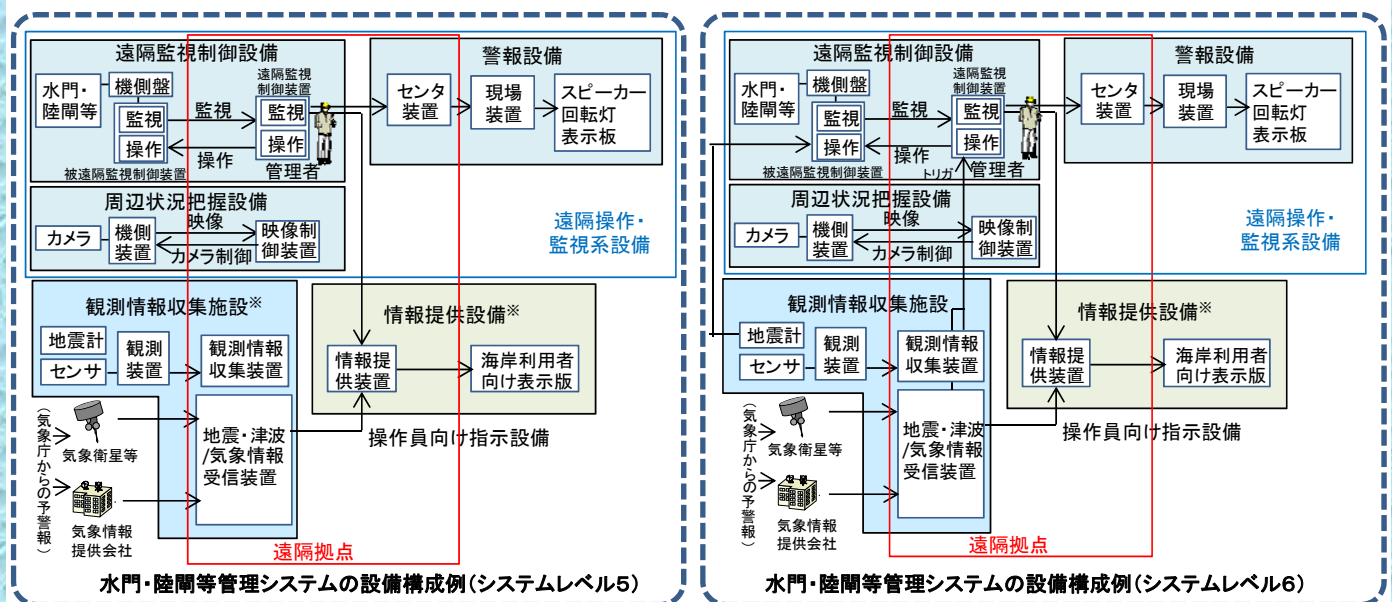 遠隔監視制御設備
水門・
陸閘等
機側盤
監視
操作
被遠隔監視制御装置
監視
操作
遠隔監視
制御装置
監視
操作
管理者
警報設備
センタ
装置
現場
装置
スピーカー
回転灯
表示板
周辺状況把握設備
カメラ
機側
装置
映像
カメラ制御
映像制
御装置
遠隔操作・
監視系設備
観測情報収集施設※
地震計
センサ
観測
装置
観測情報
収集装置
(気象庁からの予警報)
気象衛星等
気象情報
提供会社
地震・津波
/気象情報
受信装置
情報提供設備※
情報提
供装置
海岸利用者
向け表示版
操作員向け指示設備
遠隔拠点
水門・陸閘等管理システムの設備構成例(システムレベル5)
遠隔監視制御設備
水門・
陸閘等
機側盤
監視
操作
被遠隔監視制御装置
監視
操作
トリガ
遠隔監視
制御装置
監視
操作
管理者
警報設備
センタ
装置
現場
装置
スピーカー
回転灯
表示板
周辺状況把握設備
カメラ
機側
装置
映像
カメラ制御
映像制
御装置
遠隔操作・
監視系設備
観測情報収集施設
地震計
センサ
観測
装置
観測情報
収集装置
(気象庁からの予警報)
気象衛星等
気象情報
提供会社
地震・津波
/気象情報
受信装置
情報提供設備※
情報提
供装置
海岸利用者
向け表示版
操作員向け指示設備
遠隔拠点
水門・陸閘等管理システムの設備構成例(システムレベル6)